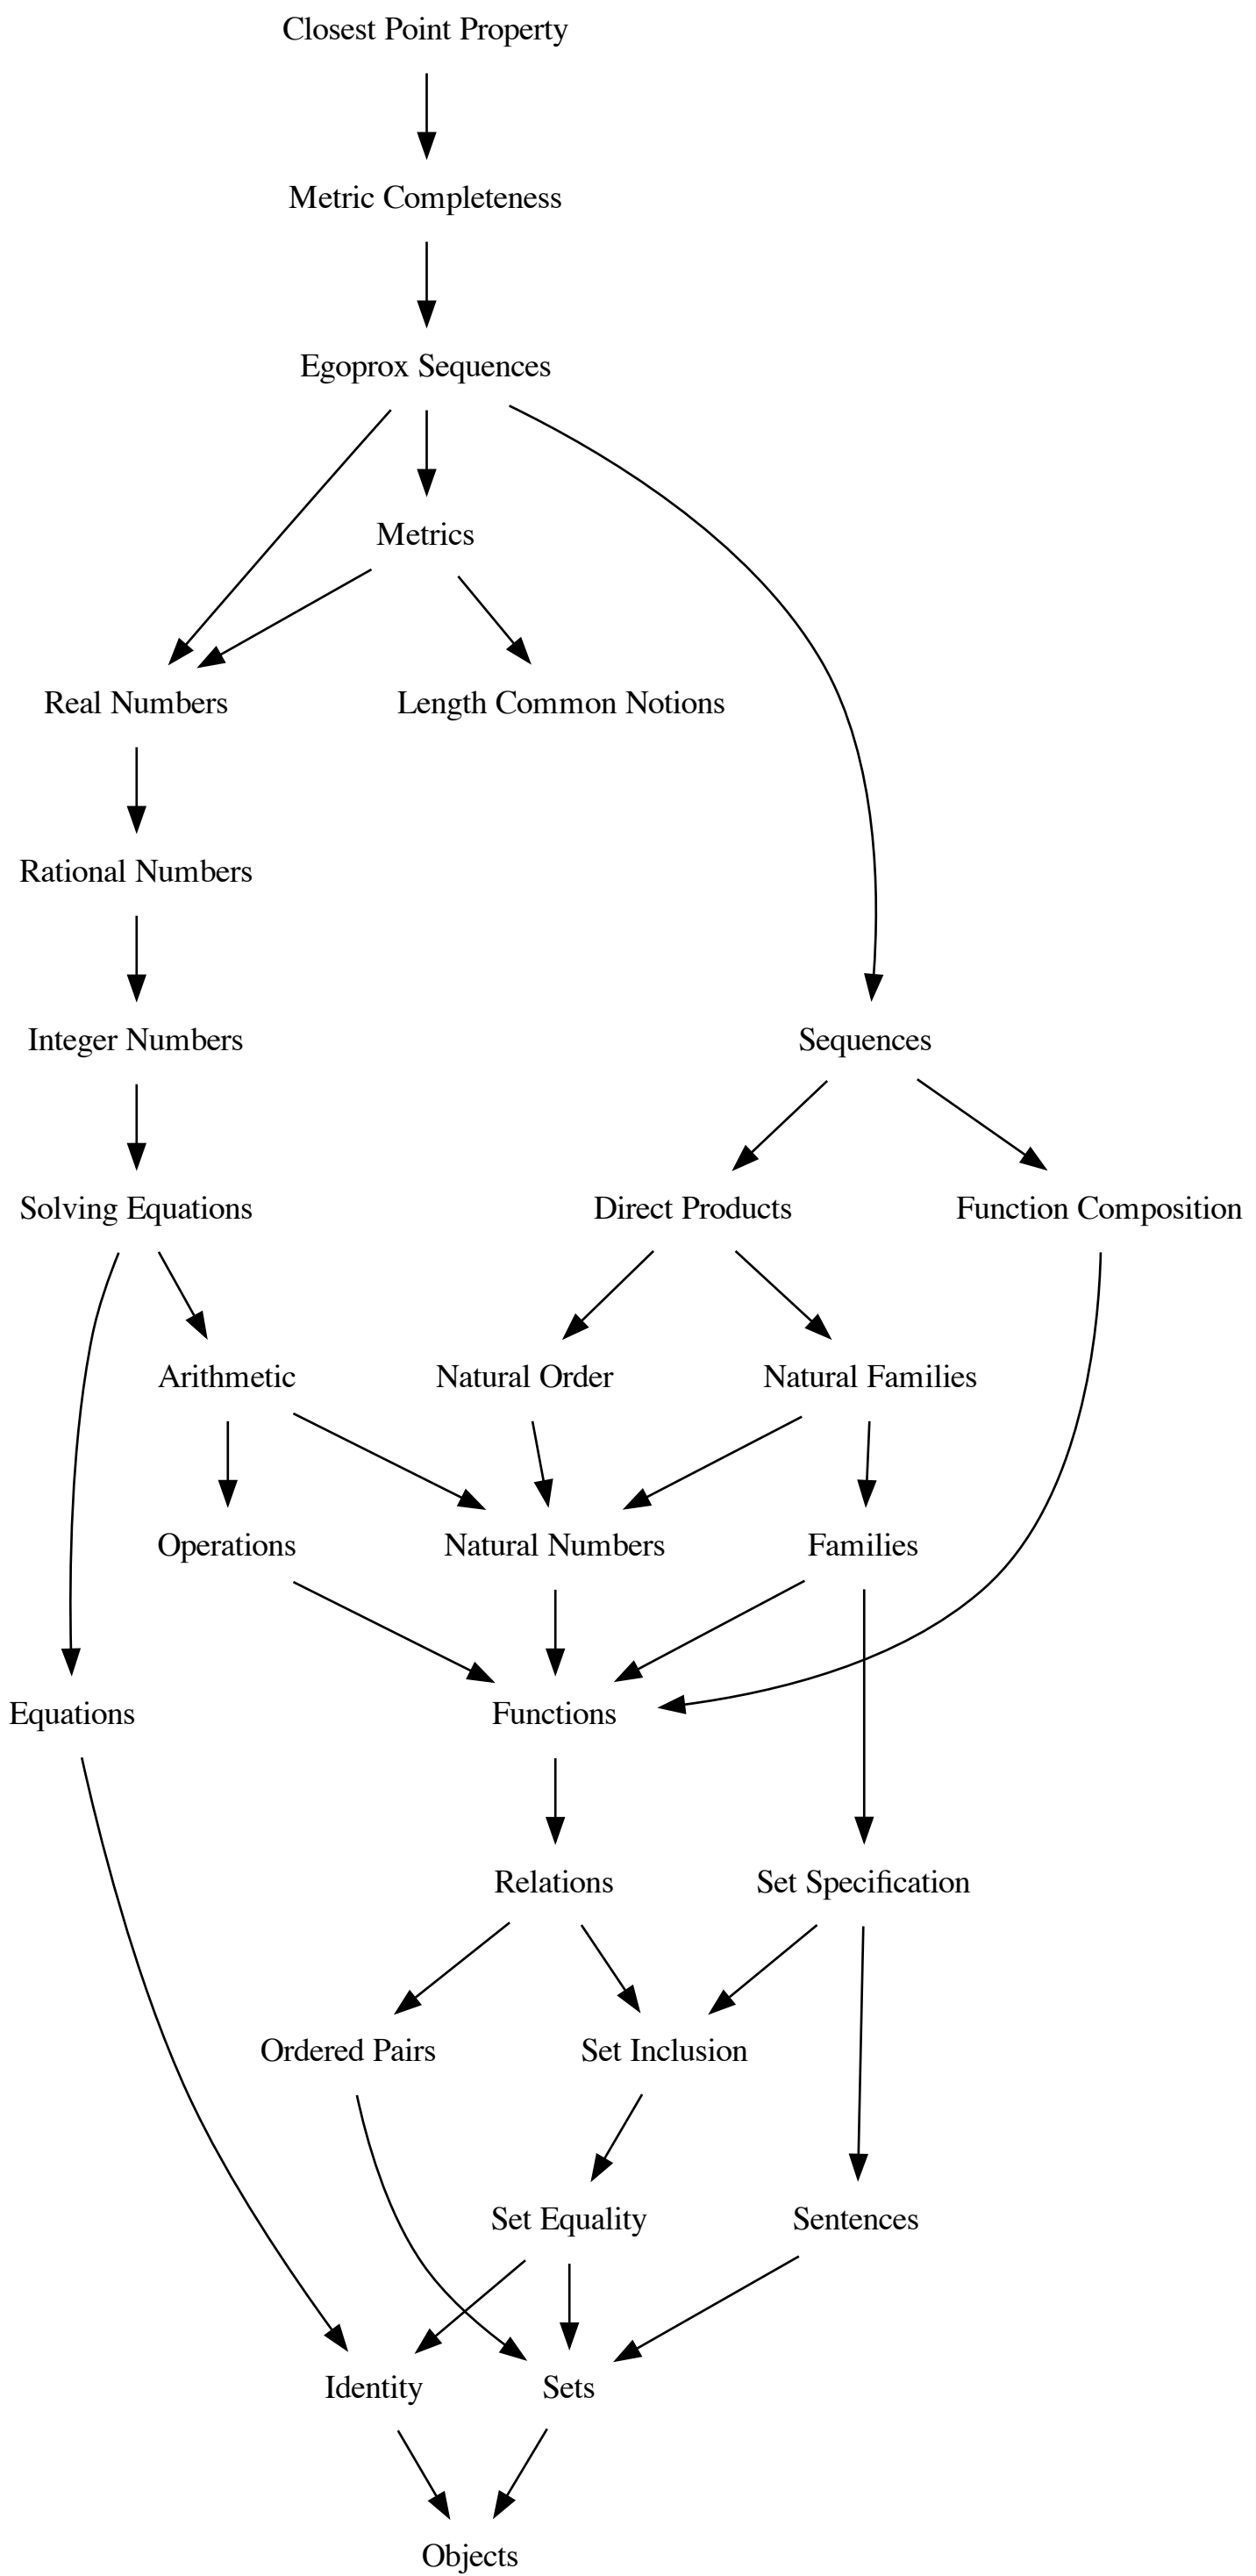 Closest Point Property
Metric Completeness
Egoprox Sequences
Metrics
Real Numbers
Length Common Notions
Rational Numbers
Integer Numbers
Sequences
Solving Equations
Direct Products
Function Composition
Arithmetic
Natural Order
Natural Families
Operations
Natural Numbers
Families
Equations
Functions
Relations
Set Specification
Ordered Pairs
Set Inclusion
Set Equality
Sentences
Identity
Sets
Objects